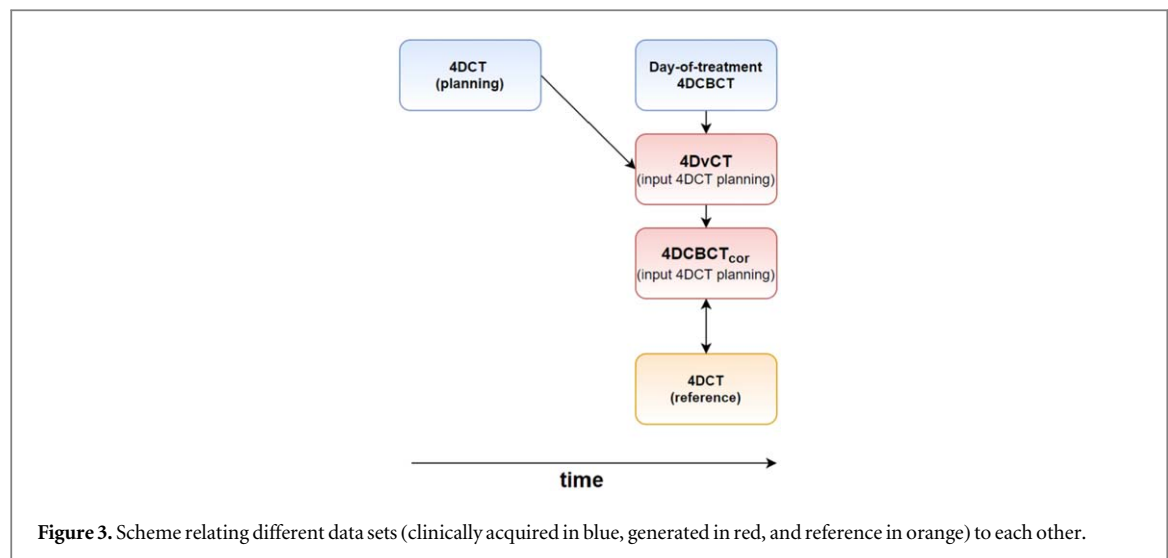 4DCT
(planning)
Day-of-treatment
4DCBCT
4DvCT
(input 4DCT planning)
4DCBCTcor
(input 4DCT planning)
4DCT
(reference)
time
Figure 3. Scheme relating different data sets (clinically acquired in blue, generated in red, and reference in orange) to each other.